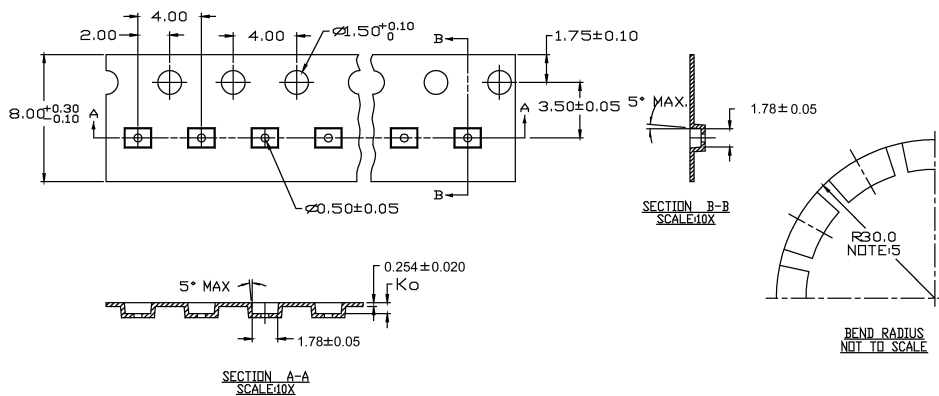 4.00
2.00
4.00
⌀1.50 +0.10 0
B
1.75±0.10
8.00 +0.30 -0.10
A
A
3.50±0.05
B
⌀0.50±0.05
5° MAX.
1.78±0.05
SECTION B-B
SCALE:10X
R30.0
NOTE:5
BEND RADIUS
NOT TO SCALE
5° MAX
0.254±0.020
Ko
1.78±0.05
SECTION A-A
SCALE:10X